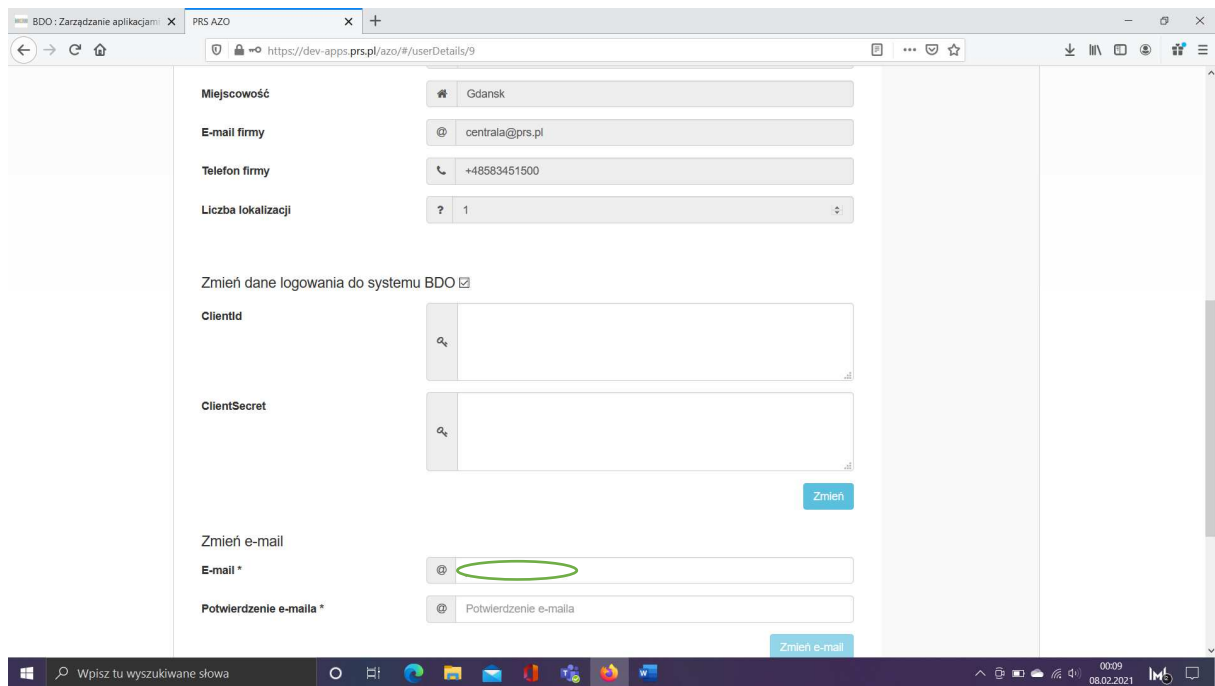 BDO : Zarządzanie aplikacjami
PRS AZO
https://dev-apps.prs.pl/azo/#/userDetails/9
Miejscowość
Gdansk
E-mail firmy
@
centrala@prs.pl
Telefon firmy
+48583451500
Liczba lokalizacji
?
1
Zmień dane logowania do systemu BDO
ClientId
ClientSecret
Zmień
Zmień e-mail
E-mail *
@
Potwierdzenie e-maila *
@
Potwierdzenie e-maila
Zmień e-mail
Wpisz tu wyszukiwane słowa
00:09
08.02.2021